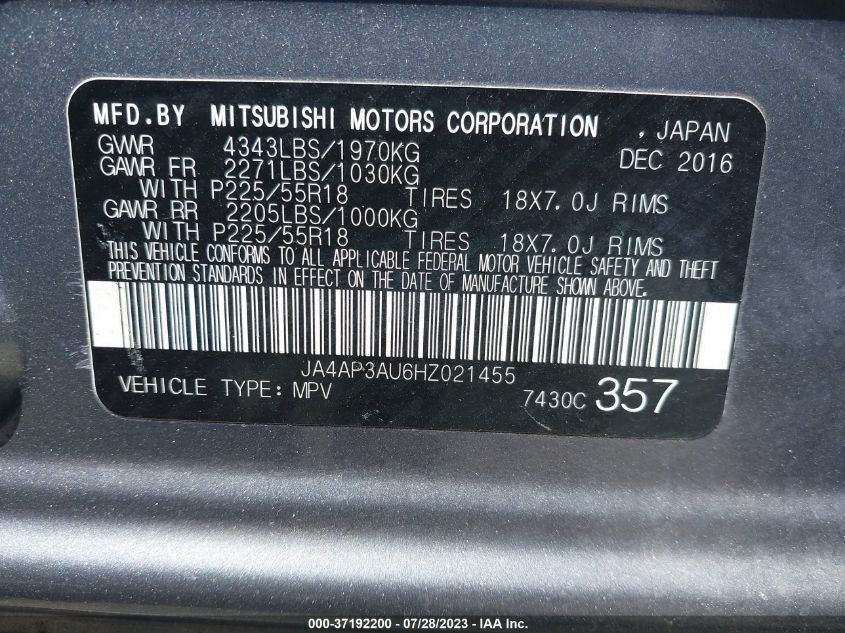 MFD.BY MITSUBISHI MOTORS CORPORATION , JAPAN
GVWR 4343LBS/1970KG DEC 2016
GAWR FR 2271LBS/1030KG
WITH P225/55R18 TIRES 18X7.0J RIMS
GAWR RR 2205LBS/1000KG
WITH P225/55R18 TIRES 18X7.0J RIMS
THIS VEHICLE CONFORMS TO ALL APPLICABLE FEDERAL MOTOR VEHICLE SAFETY AND THEFT
PREVENTION STANDARDS IN EFFECT ON THE DATE OF MANUFACTURE SHOWN ABOVE.
JA4AP3AU6HZ021455
VEHICLE TYPE: MPV 7430C 357
000-37192200 - 07/28/2023 - IAAI.com